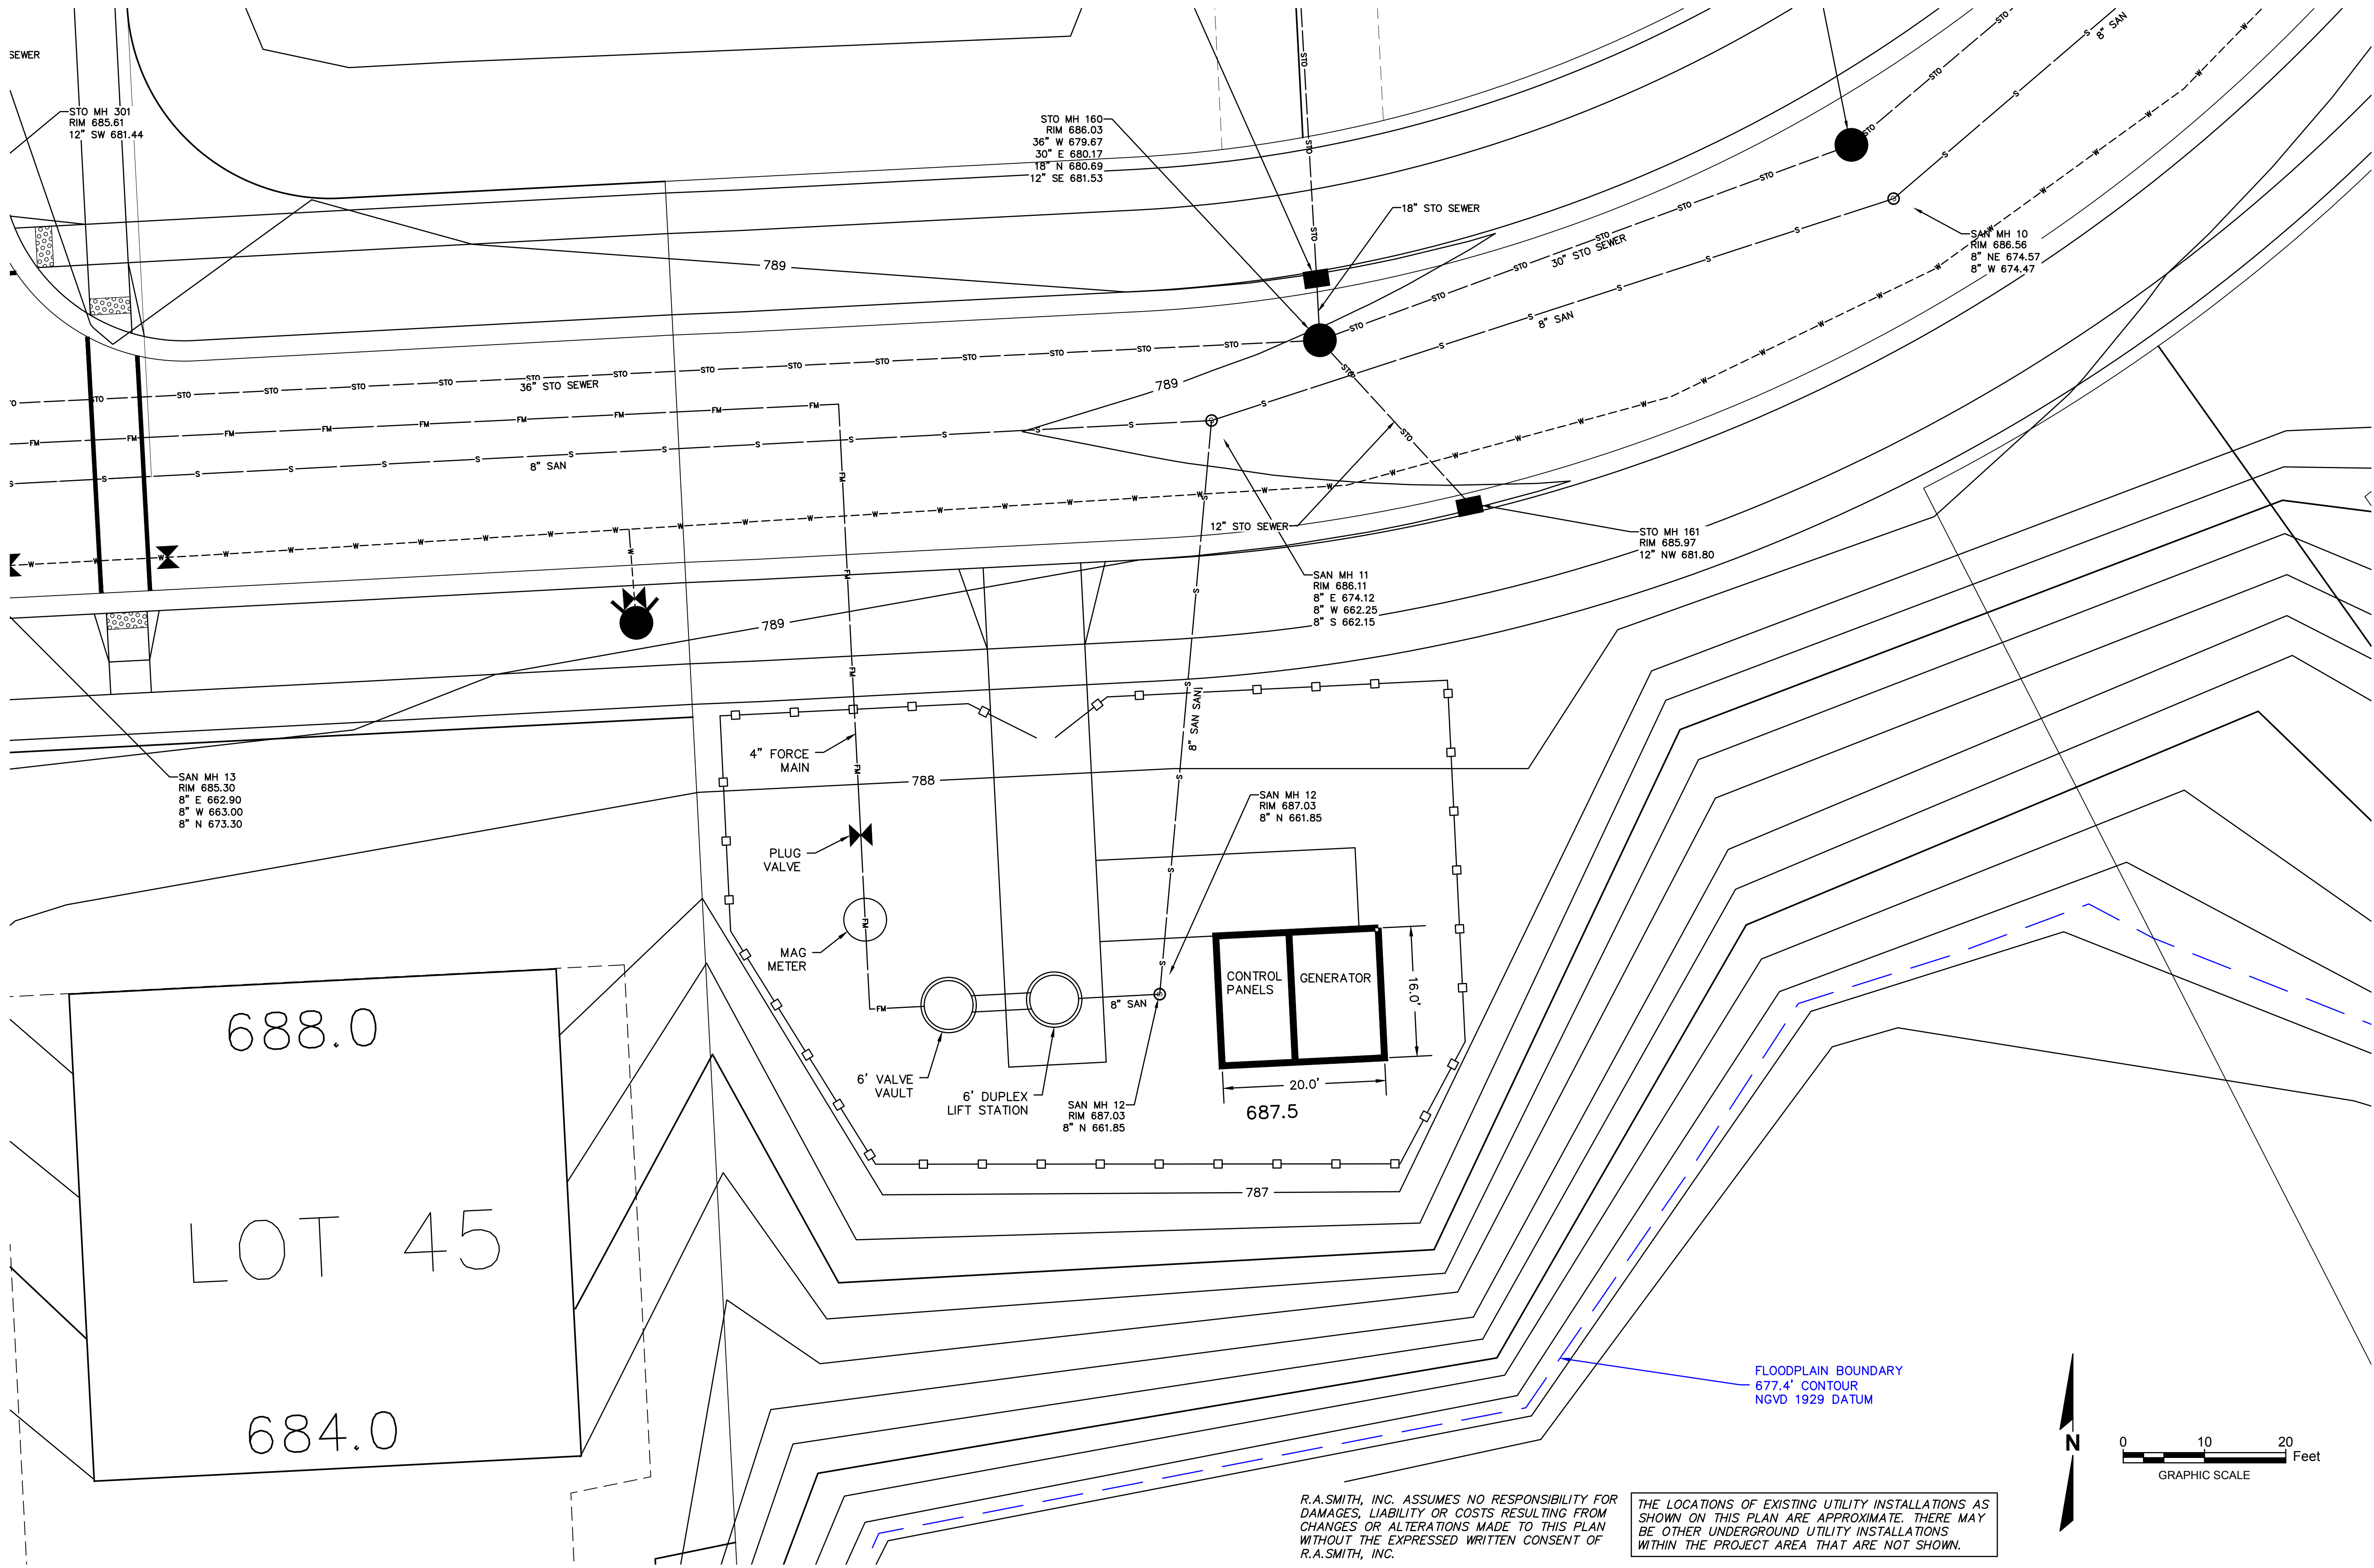 SEWER
STO MH 301
RIM 685.61
12" SW 681.44
STO MH 160
RIM 686.03
36" W 679.67
30" E 680.17
18" N 680.69
12" SE 681.53
18" STO SEWER
30" STO SEWER
8" SAN
SAN MH 10
RIM 686.56
8" NE 674.57
8" W 674.47
8" SAN
789
789
36" STO SEWER
8" SAN
12" STO SEWER
STO MH 161
RIM 685.97
12" NW 681.80
SAN MH 11
RIM 686.11
8" E 674.12
8" W 662.25
8" S 662.15
789
8" SAN SAN
4" FORCE
MAIN
788
SAN MH 13
RIM 685.30
8" E 662.90
8" W 663.00
8" N 673.30
SAN MH 12
RIM 687.03
8" N 661.85
PLUG
VALVE
MAG
METER
CONTROL
PANELS
GENERATOR
16.0'
20.0'
687.5
8" SAN
6' VALVE
VAULT
6' DUPLEX
LIFT STATION
SAN MH 12
RIM 687.03
8" N 661.85
787
688.0
LOT 45
684.0
FLOODPLAIN BOUNDARY
677.4' CONTOUR
NGVD 1929 DATUM
N
0 10 20
Feet
GRAPHIC SCALE
R.A.SMITH, INC. ASSUMES NO RESPONSIBILITY FOR
DAMAGES, LIABILITY OR COSTS RESULTING FROM
CHANGES OR ALTERATIONS MADE TO THIS PLAN
WITHOUT THE EXPRESSED WRITTEN CONSENT OF
R.A.SMITH, INC.
THE LOCATIONS OF EXISTING UTILITY INSTALLATIONS AS
SHOWN ON THIS PLAN ARE APPROXIMATE. THERE MAY
BE OTHER UNDERGROUND UTILITY INSTALLATIONS
WITHIN THE PROJECT AREA THAT ARE NOT SHOWN.